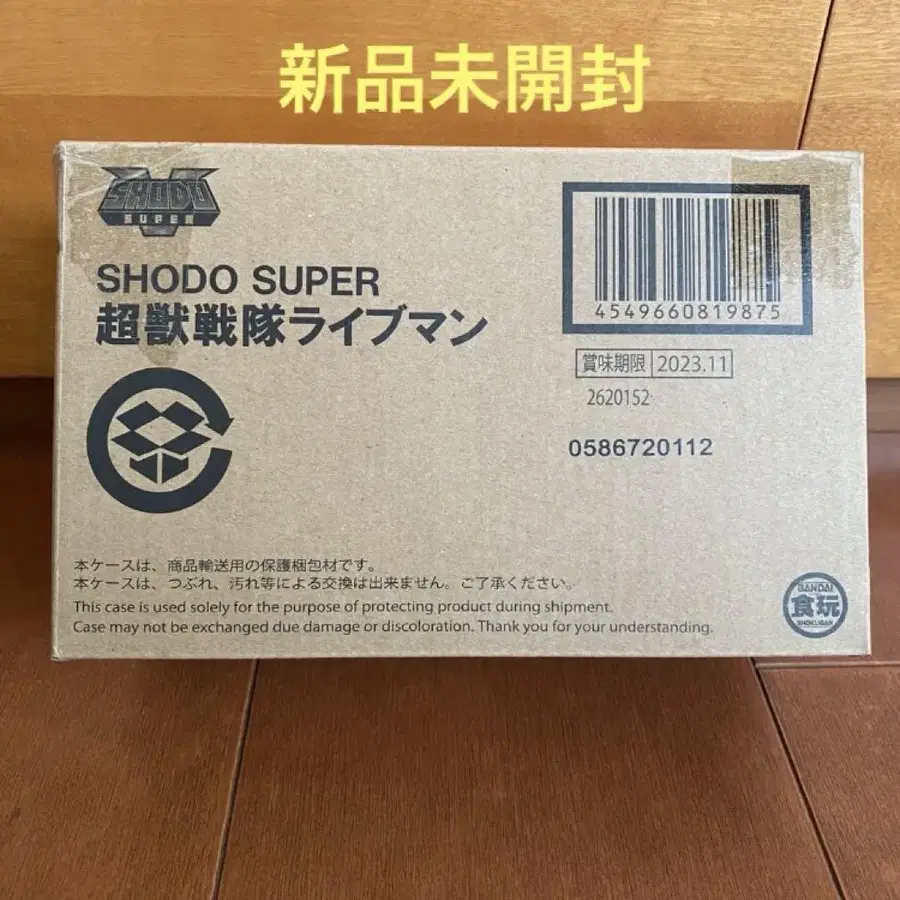 新品未開封
SHODO
SUPER
SHODO SUPER
超獣戦隊ライブマン
4549660819875
賞味期限 2023.11
2620152
0586720112
本ケースは、商品輸送用の保護梱包材です。
本ケースは、つぶれ、汚れ等による交換は出来ません。ご了承ください。
This case is used solely for the purpose of protecting product during shipment.
Case may not be exchanged due damage or discoloration. Thank you for your understanding.
BANDAI
食玩
SHOKUGAN